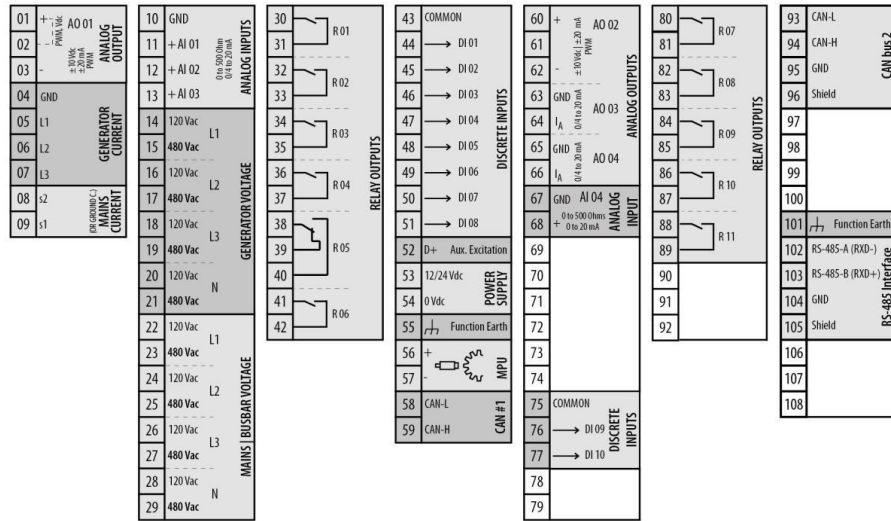 01 + AO 01
02 PWM, Vdc
03 - ± 10 Vdc ± 20 mA PWM
ANALOG OUTPUT
04 GND
05 L1
06 L2
07 L3
GENERATOR CURRENT
08 s2
09 s1
(OR GROUND C.) MAINS CURRENT
10 GND
11 + AI 01
12 + AI 02
13 + AI 03
0 to 500 Ohm
0/4 to 20 mA
ANALOG INPUTS
14 120 Vac
15 480 Vac
L1
16 120 Vac
17 480 Vac
L2
18 120 Vac
19 480 Vac
L3
20 120 Vac
21 480 Vac
N
GENERATOR VOLTAGE
22 120 Vac
23 480 Vac
L1
24 120 Vac
25 480 Vac
L2
26 120 Vac
27 480 Vac
L3
28 120 Vac
29 480 Vac
N
MAINS | BUSBAR VOLTAGE
30
31
R 01
32
33
R 02
34
35
R 03
36
37
R 04
38
39
40
R 05
41
42
R 06
RELAY OUTPUTS
43 COMMON
44 DI 01
45 DI 02
46 DI 03
47 DI 04
48 DI 05
49 DI 06
50 DI 07
51 DI 08
DISCRETE INPUTS
52 D+ Aux. Excitation
53 12/24 Vdc
54 0 Vdc
POWER SUPPLY
55 Function Earth
56 +
57 -
MPU
58 CAN-L
59 CAN-H
CAN #1
60 + AO 02
61
62 -
± 10 Vdc | ± 20 mA
PWM
63 GND
64 IA
0/4 to 20 mA
AO 03
65 GND
66 IA
0/4 to 20 mA
AO 04
ANALOG OUTPUTS
67 GND AI 04
68 + 0 to 500 Ohms
0 to 20 mA
ANALOG INPUT
69
70
71
72
73
74
75 COMMON
76 DI 09
77 DI 10
DISCRETE INPUTS
78
79
80
81
R 07
82
83
R 08
84
85
R 09
86
87
R 10
88
89
R 11
RELAY OUTPUTS
90
91
92
93 CAN-L
94 CAN-H
95 GND
96 Shield
CAN bus 2
97
98
99
100
101 Function Earth
102 RS-485-A (RXD-)
103 RS-485-B (RXD+)
104 GND
105 Shield
RS-485 Interface
106
107
108